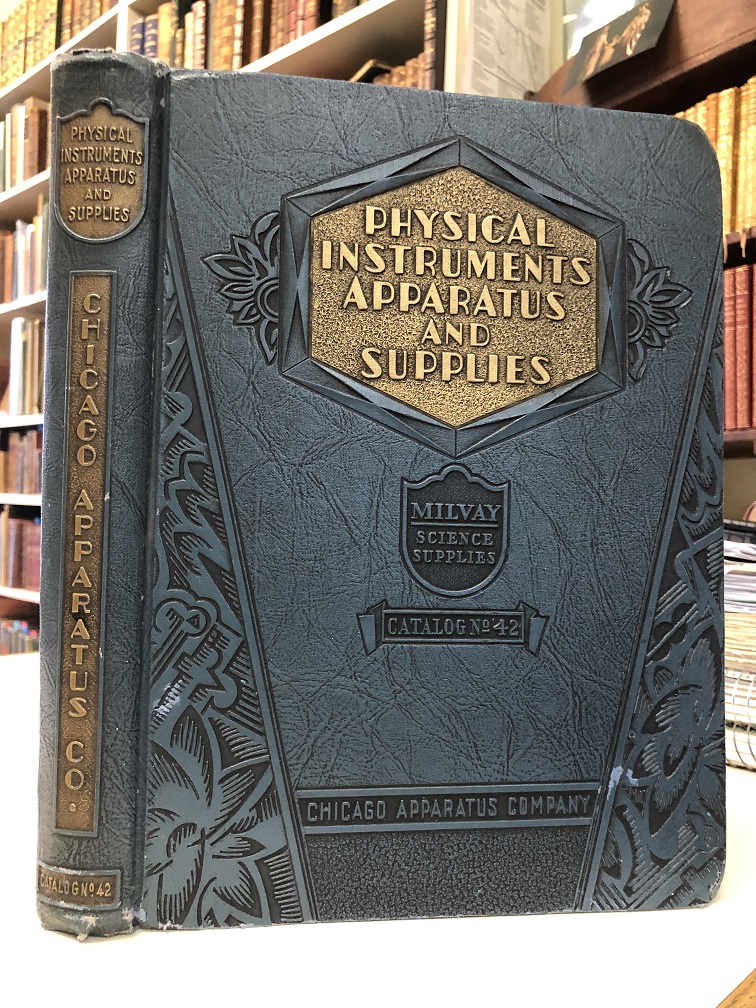 PHYSICAL
INSTRUMENTS
APPARATUS
AND
SUPPLIES
CHICAGO APPARATUS CO.
CATALOG Nº 42
PHYSICAL
INSTRUMENTS
APPARATUS
AND
SUPPLIES
MILVAY
SCIENCE
SUPPLIES
CATALOG Nº 42
CHICAGO APPARATUS COMPANY